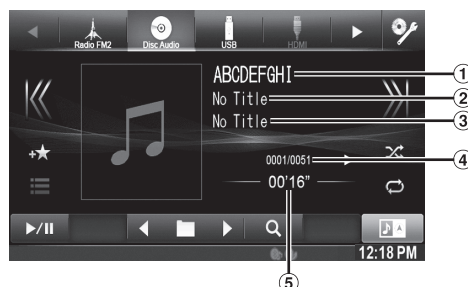 Radio FM2 Disc Audio USB HDMI
ABCDEFGHI 1
No Title 2
No Title 3
0001/0051 4
00'16"
A
12:18 PM
5